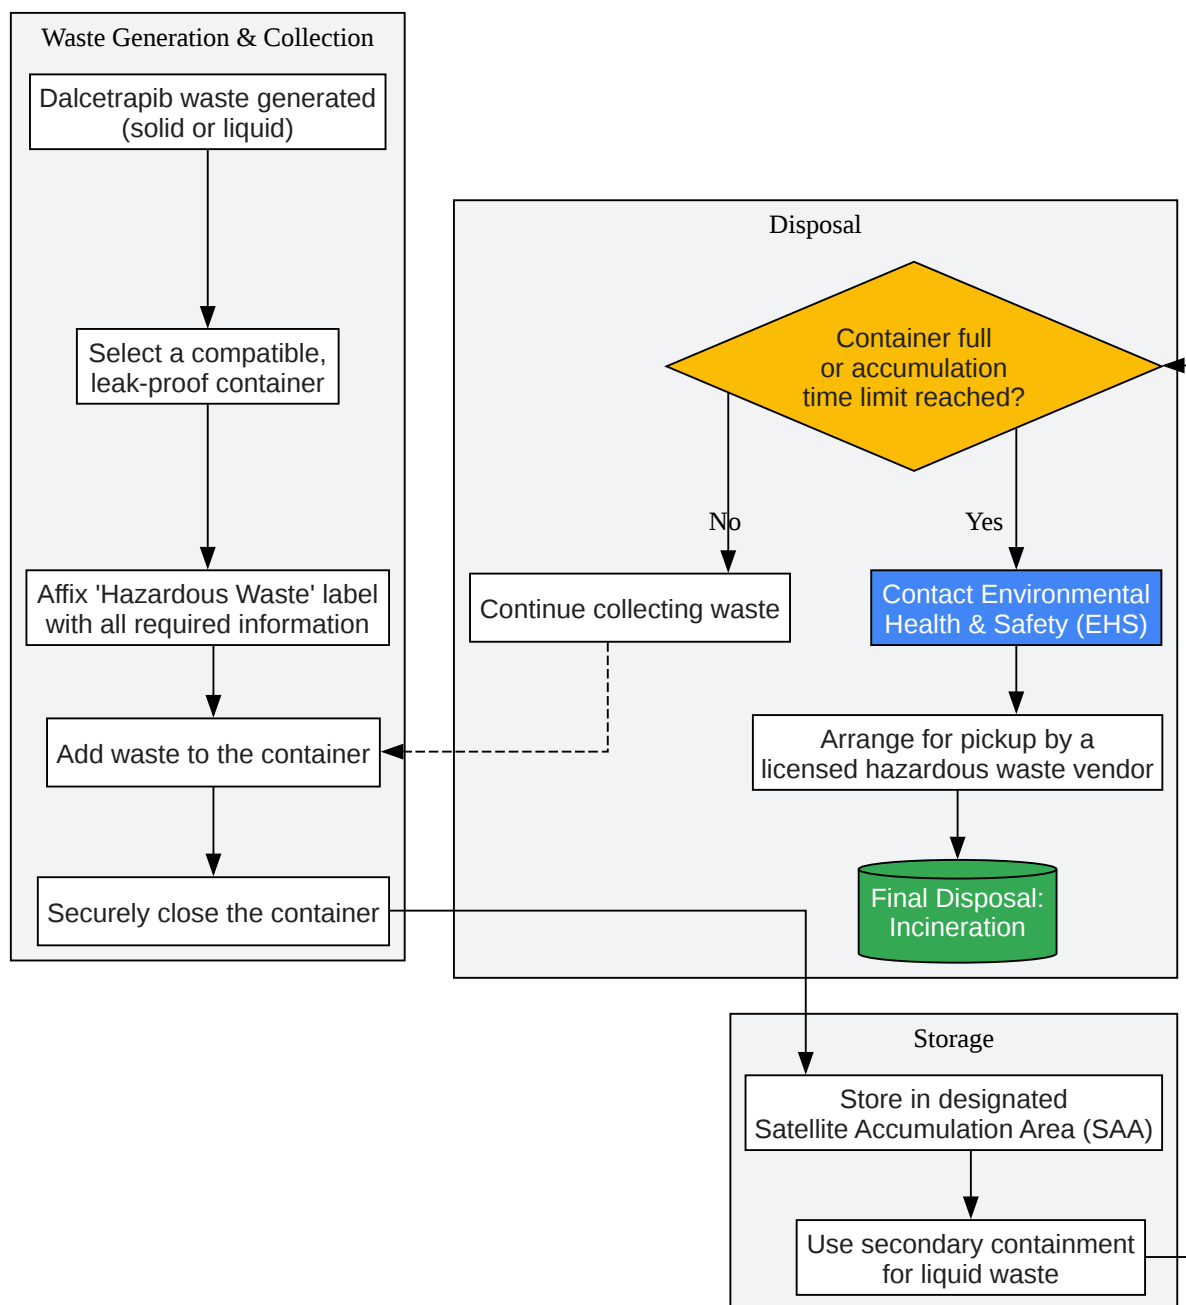 Waste Generation & Collection
Dalcetrapib waste generated
(solid or liquid)
Select a compatible,
leak-proof container
Affix 'Hazardous Waste' label
with all required information
Add waste to the container
Securely close the container
Disposal
Container full
or accumulation
time limit reached?
No
Yes
Continue collecting waste
Contact Environmental
Health & Safety (EHS)
Arrange for pickup by a
licensed hazardous waste vendor
Final Disposal:
Incineration
Storage
Store in designated
Satellite Accumulation Area (SAA)
Use secondary containment
for liquid waste